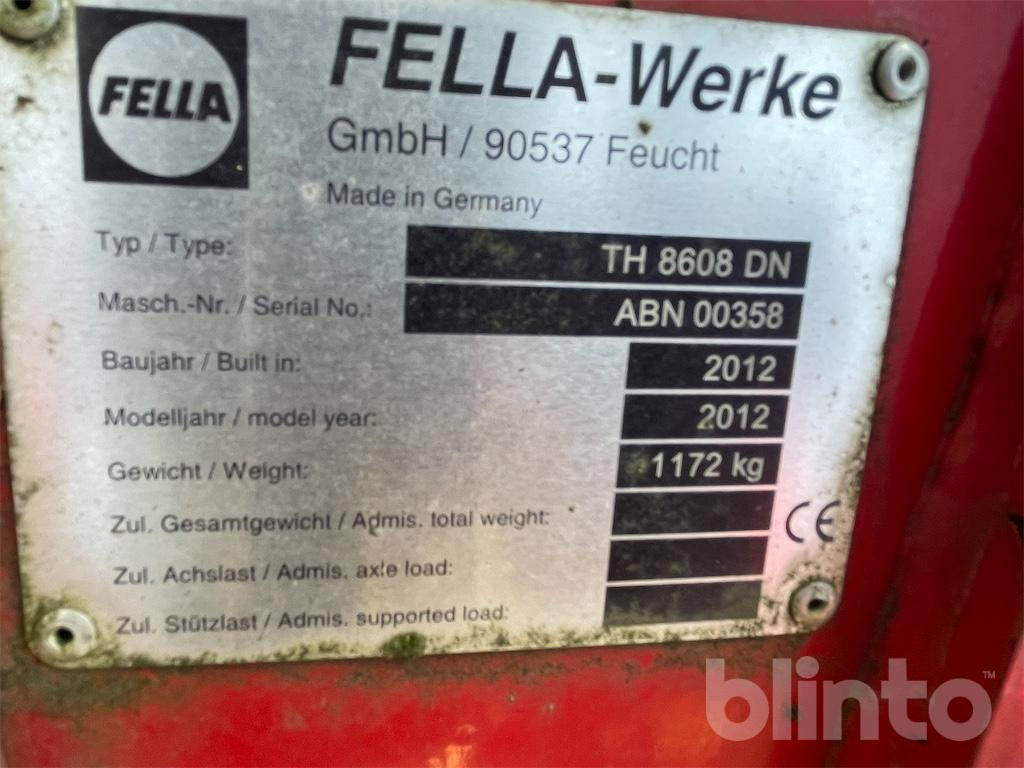 FELLA
FELLA-Werke
GmbH / 90537 Feucht
Made in Germany
Typ / Type: TH 8608 DN
Masch.-Nr. / Serial No.: ABN 00358
Baujahr / Built in: 2012
Modelljahr / model year: 2012
Gewicht / Weight: 1172 kg
Zul. Gesamtgewicht / Admis. total weight:
CE
Zul. Achslast / Admis. axle load:
Zul. Stützlast / Admis. supported load:
blinto™